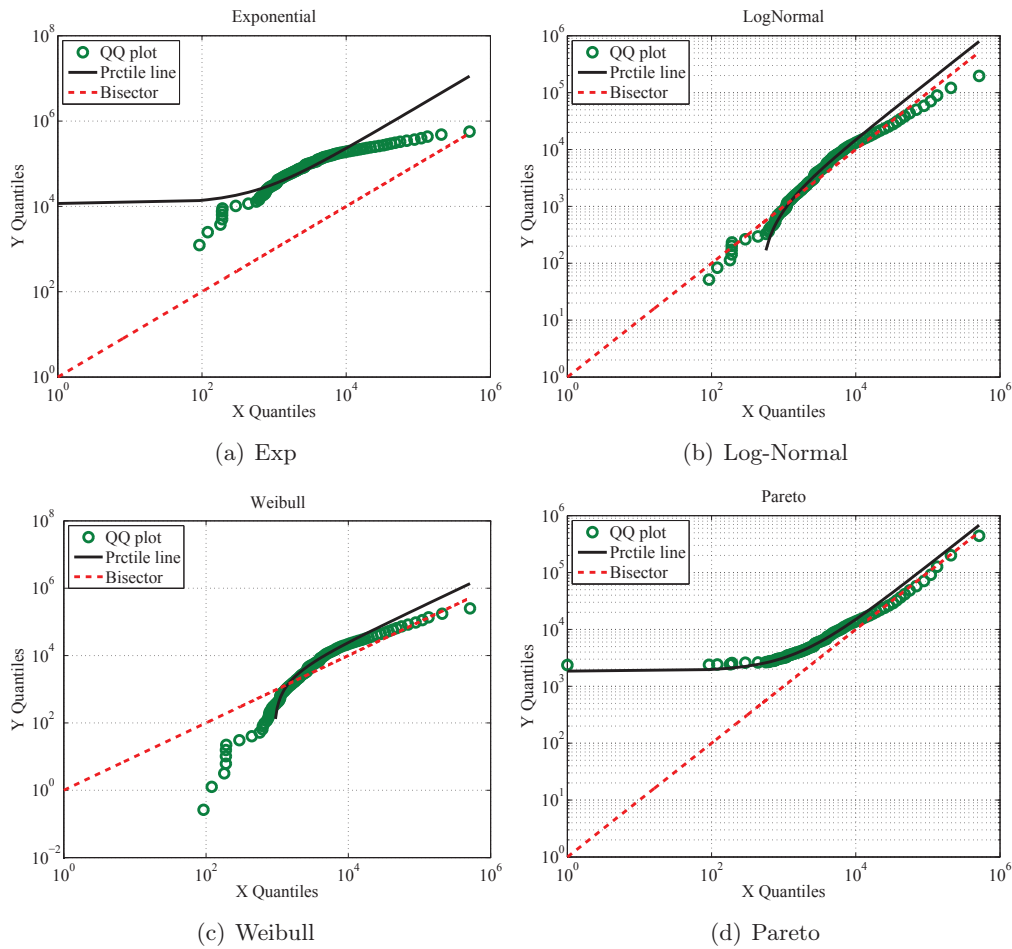 Exponential
10^8
10^6
10^4
10^2
10^0
Y Quantiles
QQ plot
Prctile line
Bisector
10^0 10^2 10^4 10^6
X Quantiles
(a) Exp
LogNormal
10^6
10^5
10^4
10^3
10^2
10^1
10^0
Y Quantiles
QQ plot
Prctile line
Bisector
10^0 10^2 10^4 10^6
X Quantiles
(b) Log-Normal
Weibull
10^8
10^6
10^4
10^2
10^0
10^−2
Y Quantiles
QQ plot
Prctile line
Bisector
10^0 10^2 10^4 10^6
X Quantiles
(c) Weibull
Pareto
10^6
10^5
10^4
10^3
10^2
10^1
10^0
Y Quantiles
QQ plot
Prctile line
Bisector
10^0 10^2 10^4 10^6
X Quantiles
(d) Pareto